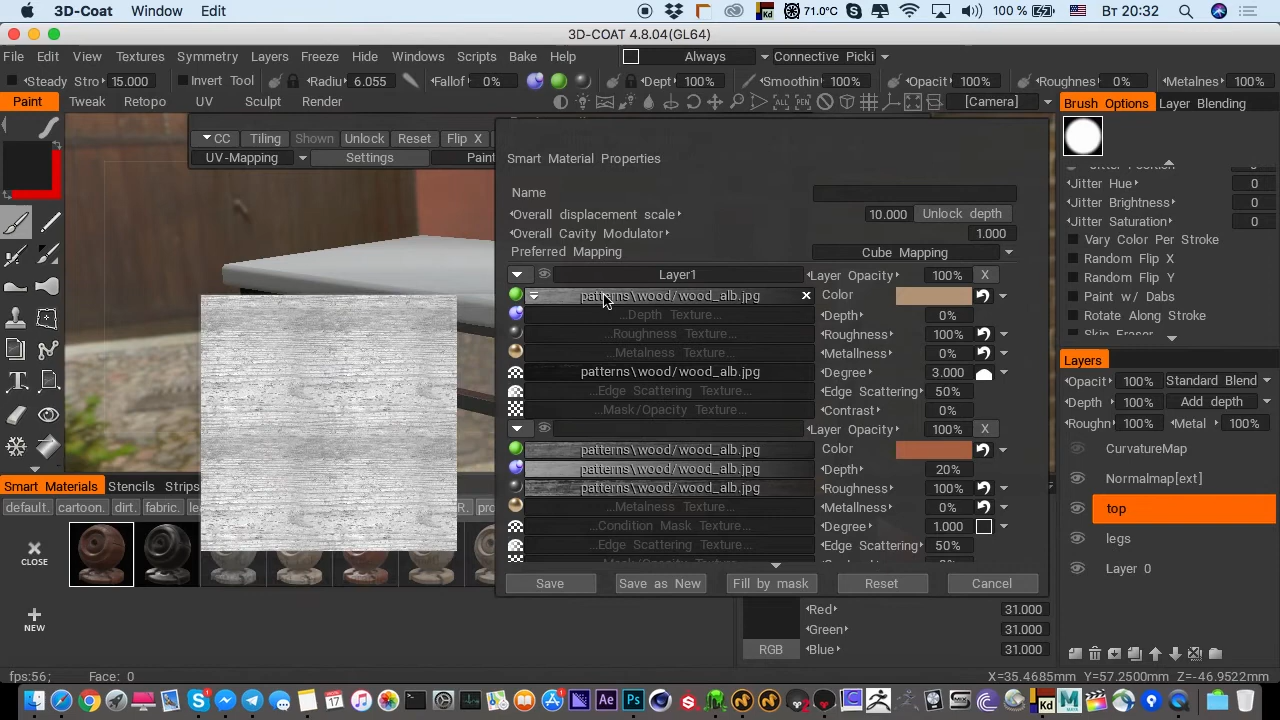 3D-Coat Window Edit 71.0°C 100 % Вт 20:32
3D-COAT 4.8.04(GL64)
File Edit View Textures Symmetry Layers Freeze Hide Windows Scripts Bake Help Always Connective Picki
Steady Stro 15.000 Invert Tool Radiu 6.055 Fallof 0% Dept 100% Smoothin 100% Opacit 100% Roughnes 0% Metalnes 100%
Paint Tweak Retopo UV Sculpt Render [Camera] Brush Options Layer Blending
CC Tiling Shown Unlock Reset Flip X
UV-Mapping Settings Paint
Smart Material Properties
Name
Overall displacement scale 10.000 Unlock depth
Overall Cavity Modulator 1.000
Preferred Mapping Cube Mapping
Layer1 Layer Opacity 100% X
patterns\wood/wood_alb.jpg Color
...Depth Texture... Depth 0%
...Roughness Texture... Roughness 100%
...Metalness Texture... Metallness 0%
patterns\wood/wood_alb.jpg Degree 3.000
...Edge Scattering Texture... Edge Scattering 50%
...Mask/Opacity Texture... Contrast 0%
Layer Opacity 100% X
patterns\wood/wood_alb.jpg Color
patterns\wood/wood_alb.jpg Depth 20%
patterns\wood/wood_alb.jpg Roughness 100%
...Metalness Texture... Metallness 0%
...Condition Mask Texture... Degree 1.000
...Edge Scattering Texture... Edge Scattering 50%
Save Save as New Fill by mask Reset Cancel
Jitter Hue 0
Jitter Brightness 0
Jitter Saturation 0
Vary Color Per Stroke
Random Flip X
Random Flip Y
Paint w/ Dabs
Rotate Along Stroke
Layers
Opacit 100% Standard Blend
Depth 100% Add depth
Roughn 100% Metal 100%
CurvatureMap
Normalmap[ext]
top
legs
Layer 0
Smart Materials Stencils Strips
default. cartoon. dirt. fabric.
CLOSE
NEW
Red 31.000
Green 31.000
RGB Blue 31.000
fps:56; Face: 0 X=35.4685mm Y=57.2500mm Z=-46.9522mm